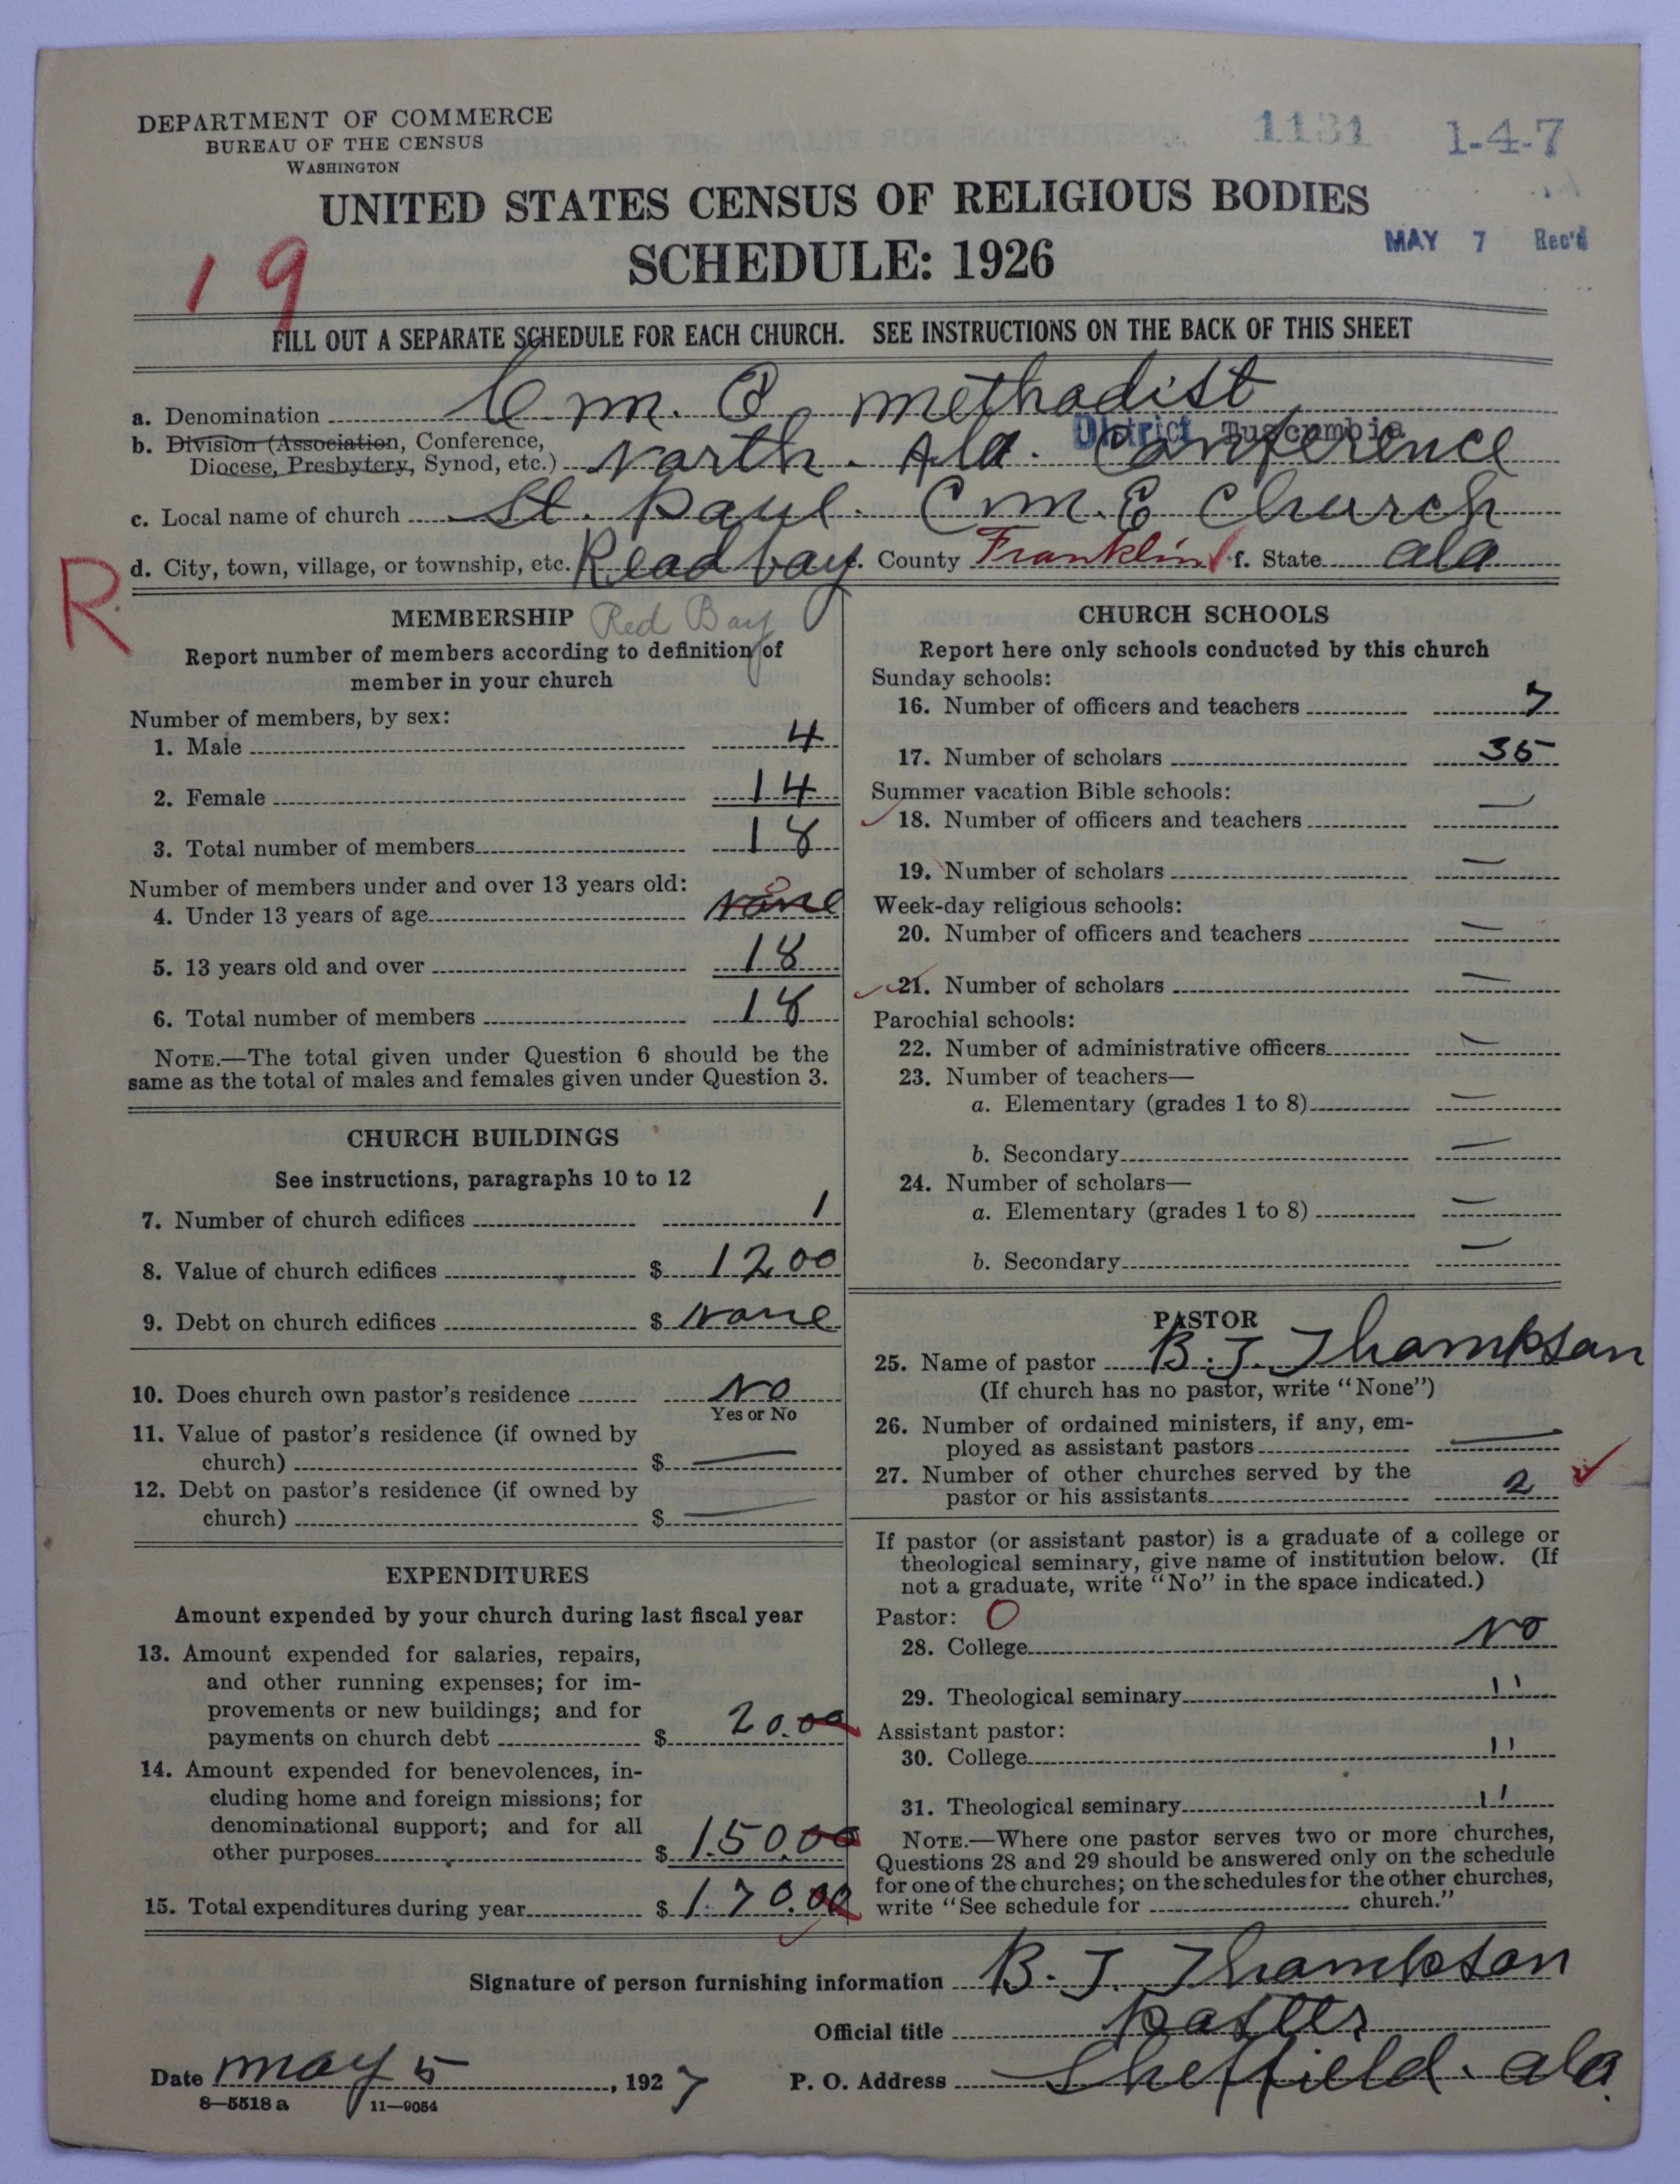 DEPARTMENT OF COMMERCE
BUREAU OF THE CENSUS
WASHINGTON
1131 1-4-7
UNITED STATES CENSUS OF RELIGIOUS BODIES
SCHEDULE: 1926
MAY 7 Rec'd
19
FILL OUT A SEPARATE SCHEDULE FOR EACH CHURCH. SEE INSTRUCTIONS ON THE BACK OF THIS SHEET
a. Denomination C. M. E. Methodist
District Tuscumbia
b. Division (Association, Conference,
Diocese, Presbytery, Synod, etc.) North. Ala. Conference
c. Local name of church St. Paul. C M. E Church
d. City, town, village, or township, etc. Read bay e. County Franklin f. State ala
R
MEMBERSHIP Red Bay
Report number of members according to definition of
member in your church
Number of members, by sex:
1. Male 4
2. Female 14
3. Total number of members 18
Number of members under and over 13 years old:
4. Under 13 years of age None 0
5. 13 years old and over 18
6. Total number of members 18
NOTE.—The total given under Question 6 should be the
same as the total of males and females given under Question 3.
CHURCH BUILDINGS
See instructions, paragraphs 10 to 12
7. Number of church edifices 1
8. Value of church edifices $ 1200
9. Debt on church edifices $ None
10. Does church own pastor's residence No
Yes or No
11. Value of pastor's residence (if owned by
church) $ —
12. Debt on pastor's residence (if owned by
church) $ —
EXPENDITURES
Amount expended by your church during last fiscal year
13. Amount expended for salaries, repairs,
and other running expenses; for im-
provements or new buildings; and for
payments on church debt $ 20.00
14. Amount expended for benevolences, in-
cluding home and foreign missions; for
denominational support; and for all
other purposes $ 150.00
15. Total expenditures during year $ 170.00
CHURCH SCHOOLS
Report here only schools conducted by this church
Sunday schools:
16. Number of officers and teachers 7
17. Number of scholars 35
Summer vacation Bible schools:
18. Number of officers and teachers —
19. Number of scholars —
Week-day religious schools:
20. Number of officers and teachers —
21. Number of scholars —
Parochial schools:
22. Number of administrative officers —
23. Number of teachers—
a. Elementary (grades 1 to 8) —
b. Secondary —
24. Number of scholars—
a. Elementary (grades 1 to 8) —
b. Secondary —
PASTOR
25. Name of pastor B. J. Thompson
(If church has no pastor, write "None")
26. Number of ordained ministers, if any, em-
ployed as assistant pastors —
27. Number of other churches served by the
pastor or his assistants 2
If pastor (or assistant pastor) is a graduate of a college or
theological seminary, give name of institution below. (If
not a graduate, write "No" in the space indicated.)
Pastor: 0
28. College No
29. Theological seminary "
Assistant pastor:
30. College "
31. Theological seminary "
NOTE.—Where one pastor serves two or more churches,
Questions 28 and 29 should be answered only on the schedule
for one of the churches; on the schedules for the other churches,
write "See schedule for church."
Signature of person furnishing information B. J. Thompson
Official title paster
Date may 5, 1927 P. O. Address Sheffield. ala.
8—5518 a 11—9054